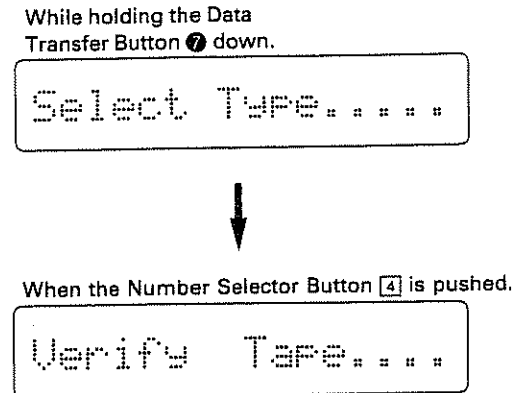 While holding the Data
Transfer Button ❼ down.
Select Type.....
When the Number Selector Button [4] is pushed.
Verify Tape....